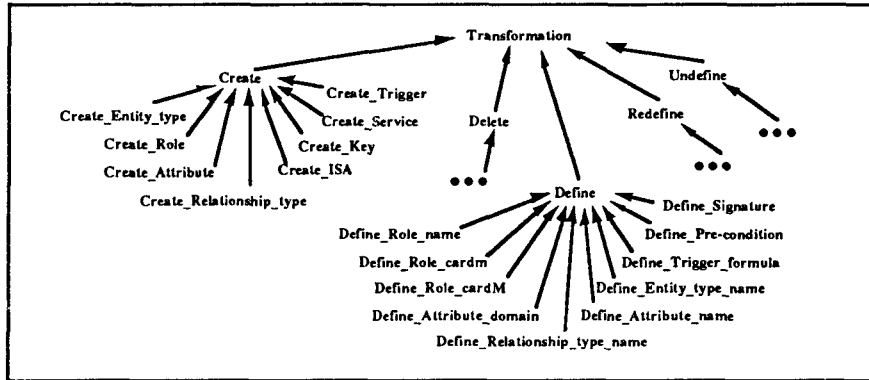 Transformation
Create
Undefine
Create_Trigger
Create_Entity_type
Create_Service
Delete
Redefine
Create_Role
Create_Key
Create_Attribute
Create_ISA
Create_Relationship_type
Define
Define_Signature
Define_Role_name
Define_Pre-condition
Define_Role_cardm
Define_Trigger_formula
Define_Role_cardM
Define_Entity_type_name
Define_Attribute_domain
Define_Attribute_name
Define_Relationship_type_name